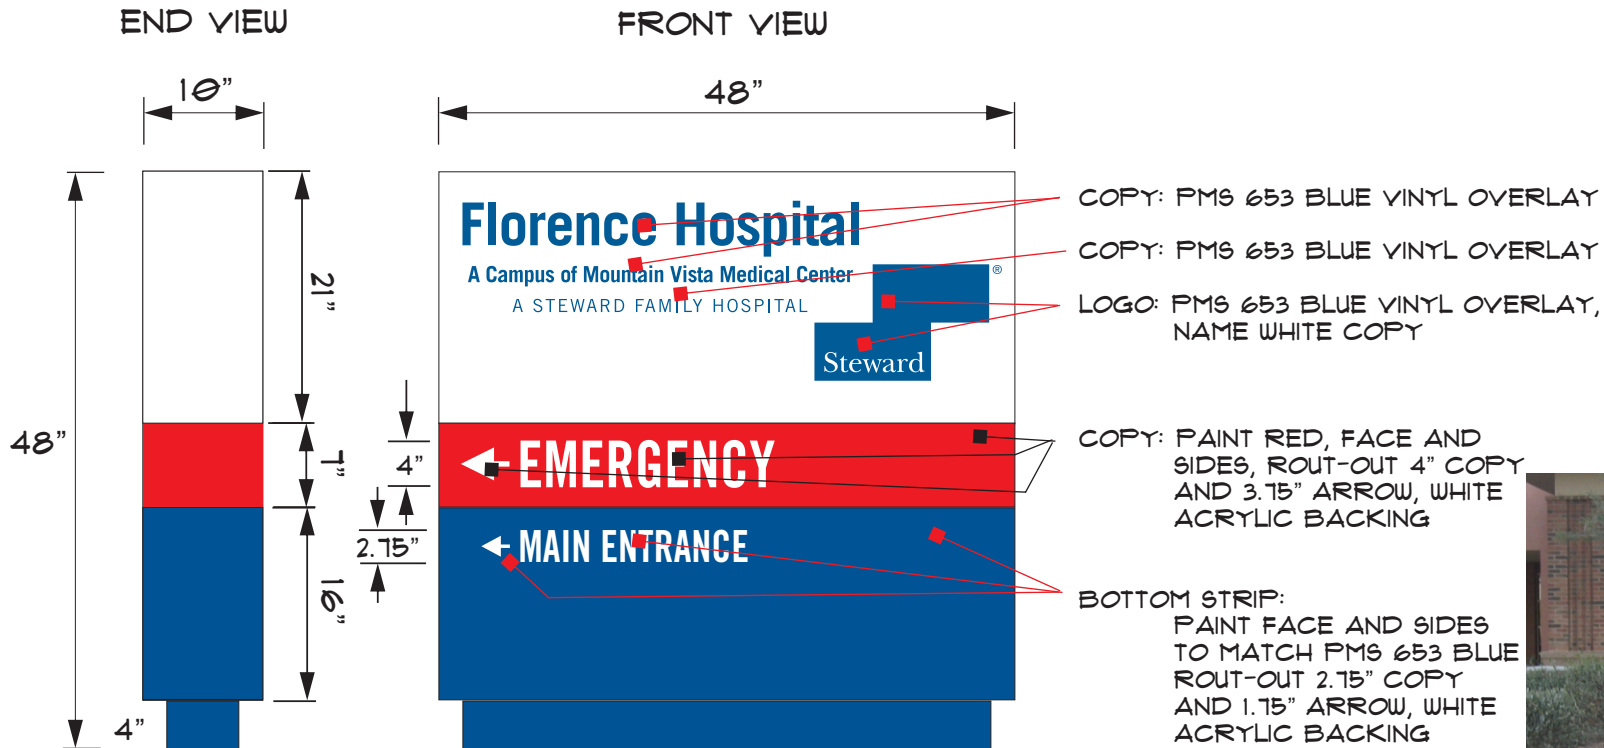 END VIEW
FRONT VIEW
10”
48”
48”
21”
7”
16”
4”
4”
2.75”
Florence Hospital
A Campus of Mountain Vista Medical Center
A STEWARD FAMILY HOSPITAL
®
Steward
EMERGENCY
MAIN ENTRANCE
COPY: PMS 653 BLUE VINYL OVERLAY
COPY: PMS 653 BLUE VINYL OVERLAY
LOGO: PMS 653 BLUE VINYL OVERLAY,
NAME WHITE COPY
COPY: PAINT RED, FACE AND
SIDES, ROUT-OUT 4” COPY
AND 3.75” ARROW, WHITE
ACRYLIC BACKING
BOTTOM STRIP:
PAINT FACE AND SIDES
TO MATCH PMS 653 BLUE
ROUT-OUT 2.75” COPY
AND 1.75” ARROW, WHITE
ACRYLIC BACKING